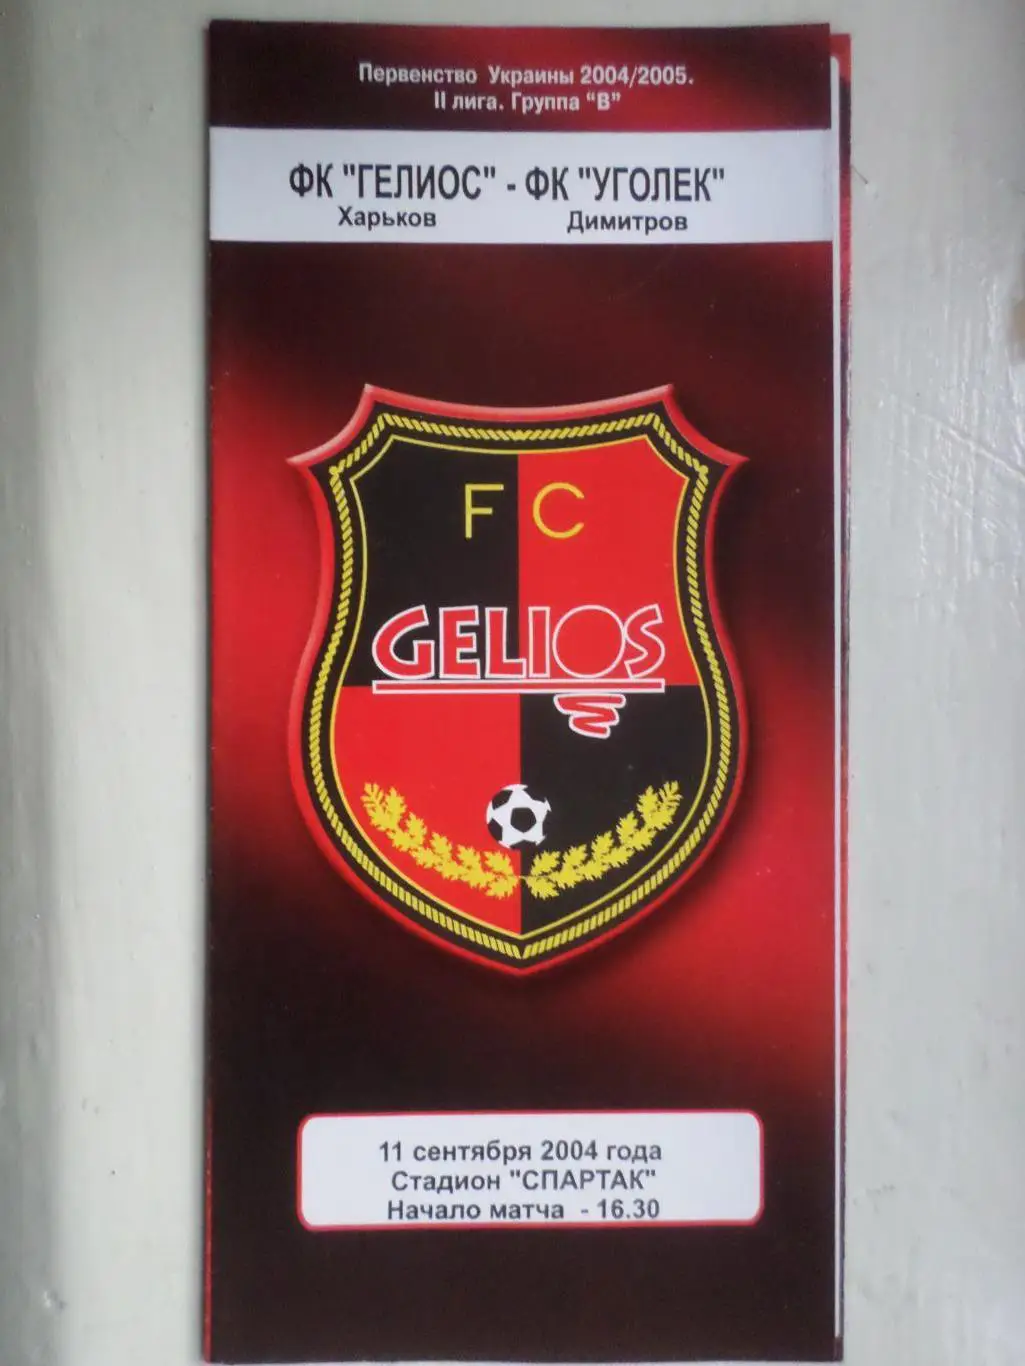 Первенство Украины 2004/2005.
II лига. Группа "В"
ФК "ГЕЛИОС" - ФК "УГОЛЕК"
Харьков Димитров
F C
GELIOS
11 сентября 2004 года
Стадион "СПАРТАК"
Начало матча - 16.30